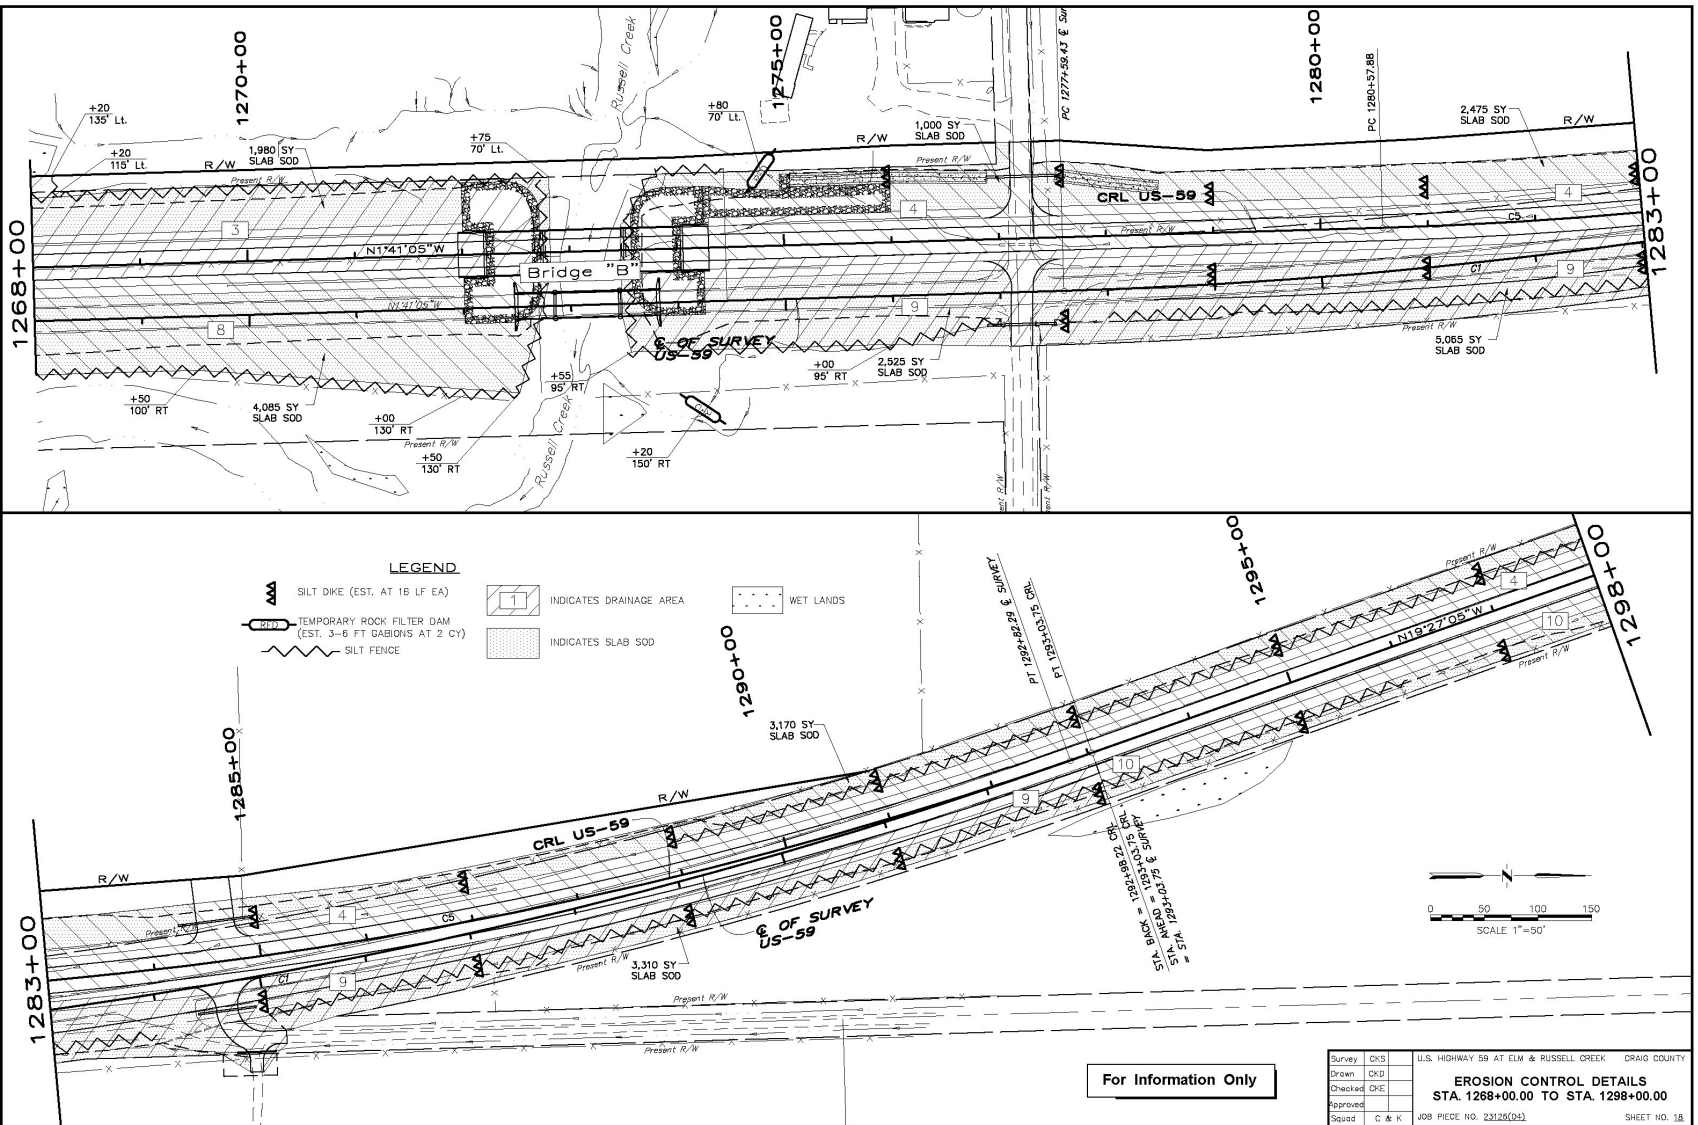 1270+00
1275+00
1280+00
Russell Creek
PC 1277+59.43 ℄ Sur
PC 1280+57.88
+20
135' Lt.
+20
115' Lt.
1,980 SY
SLAB SOD
R/W
Present R/W
+75
70' Lt.
+80
70' Lt.
R/W
1,000 SY
SLAB SOD
Present R/W
2,475 SY
SLAB SOD
R/W
1268+00
1283+00
3
4
CRL US-59
4
N1°41'05"W
Present R/W
C5
Bridge "B"
C1
9
N1°41'05"W
8
9
℄ OF SURVEY
US-59
Present R/W
5,065 SY
SLAB SOD
+50
100' RT
4,085 SY
SLAB SOD
+00
130' RT
Present R/W
+50
130' RT
+55
95' RT
Russell Creek
+20
150' RT
RFD
+00
95' RT
2,525 SY
SLAB SOD
ent R/W
ent R/W
LEGEND
SILT DIKE (EST. AT 16 LF EA)
RFD
TEMPORARY ROCK FILTER DAM
(EST. 3-6 FT GABIONS AT 2 CY)
SILT FENCE
1
INDICATES DRAINAGE AREA
INDICATES SLAB SOD
WET LANDS
1285+00
1290+00
1295+00
1298+00
PT 1292+82.29 ℄ SURVEY
PT 1293+03.75 CRL
Present R/W
4
N19°27'05"W
10
Present R/W
3,170 SY
SLAB SOD
R/W
CRL US-59
10
9
R/W
4
C5
Present R/W
℄ OF SURVEY
US-59
STA. BACK = 1292+98.22 CRL
STA. AHEAD = 1293+03.75 CRL
= STA. 1293+03.75 ℄ SURVEY
1283+00
C1
9
Present R/W
3,310 SY
SLAB SOD
Present R/W
Present R/W
N
0 50 100 150
SCALE 1"=50'
For Information Only
Survey CKS
Drawn CKD
Checked CKE
Approved
Squad C & K
U.S. HIGHWAY 59 AT ELM & RUSSELL CREEK CRAIG COUNTY
EROSION CONTROL DETAILS
STA. 1268+00.00 TO STA. 1298+00.00
JOB PIECE NO. 23126(04) SHEET NO. 18